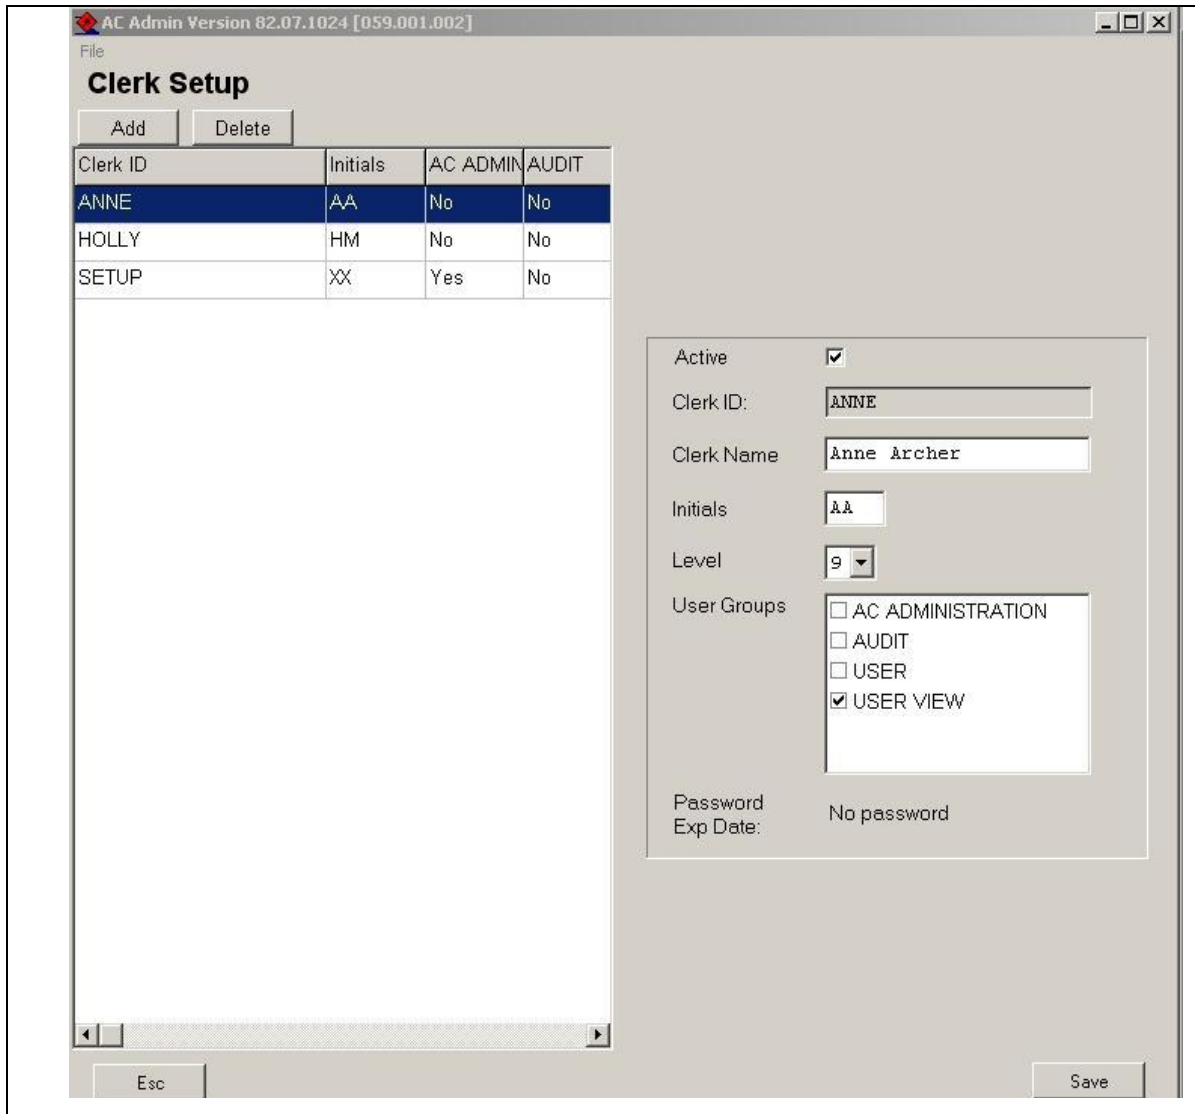 AC Admin Version 82.07.1024 [059.001.002]
File
Clerk Setup
Add Delete
Clerk ID Initials AC ADMIN AUDIT
ANNE AA No No
HOLLY HM No No
SETUP XX Yes No
Active
Clerk ID: ANNE
Clerk Name Anne Archer
Initials AA
Level 9
User Groups AC ADMINISTRATION
AUDIT
USER
USER VIEW
Password
Exp Date: No password
Esc Save